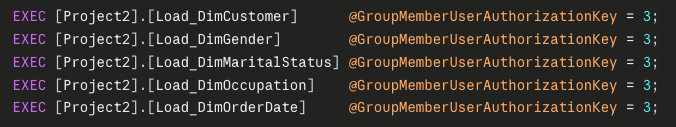 EXEC [Project2].[Load_DimCustomer] @GroupMemberUserAuthorizationKey = 3;
EXEC [Project2].[Load_DimGender] @GroupMemberUserAuthorizationKey = 3;
EXEC [Project2].[Load_DimMaritalStatus] @GroupMemberUserAuthorizationKey = 3;
EXEC [Project2].[Load_DimOccupation] @GroupMemberUserAuthorizationKey = 3;
EXEC [Project2].[Load_DimOrderDate] @GroupMemberUserAuthorizationKey = 3;